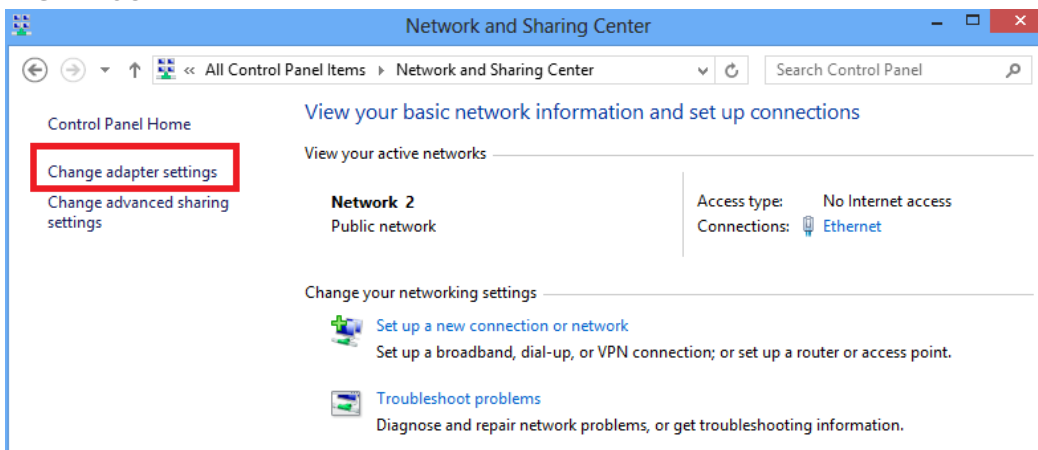 Network and Sharing Center
« All Control Panel Items ▸ Network and Sharing Center
Search Control Panel
Control Panel Home
Change adapter settings
Change advanced sharing
settings
View your basic network information and set up connections
View your active networks
Network 2
Public network
Access type: No Internet access
Connections: Ethernet
Change your networking settings
Set up a new connection or network
Set up a broadband, dial-up, or VPN connection; or set up a router or access point.
Troubleshoot problems
Diagnose and repair network problems, or get troubleshooting information.